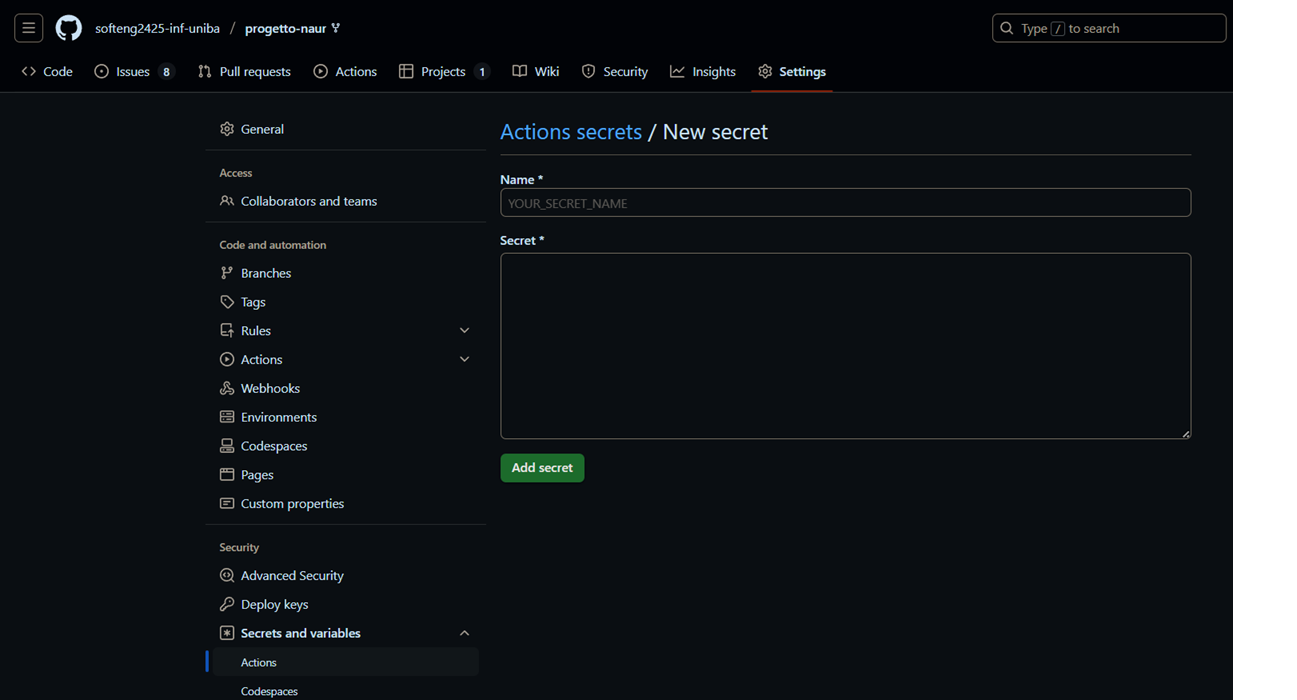 softeng2425-inf-uniba / progetto-naur
Type / to search
Code
Issues 8
Pull requests
Actions
Projects 1
Wiki
Security
Insights
Settings
General
Access
Collaborators and teams
Code and automation
Branches
Tags
Rules
Actions
Webhooks
Environments
Codespaces
Pages
Custom properties
Security
Advanced Security
Deploy keys
Secrets and variables
Actions
Codespaces
Actions secrets / New secret
Name *
YOUR_SECRET_NAME
Secret *
Add secret